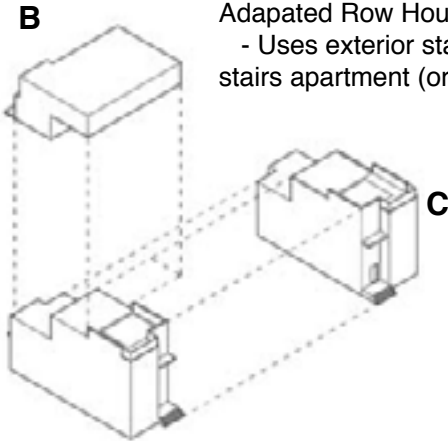 B
Adapated Row Hou
- Uses exterior sta
stairs apartment (or
C